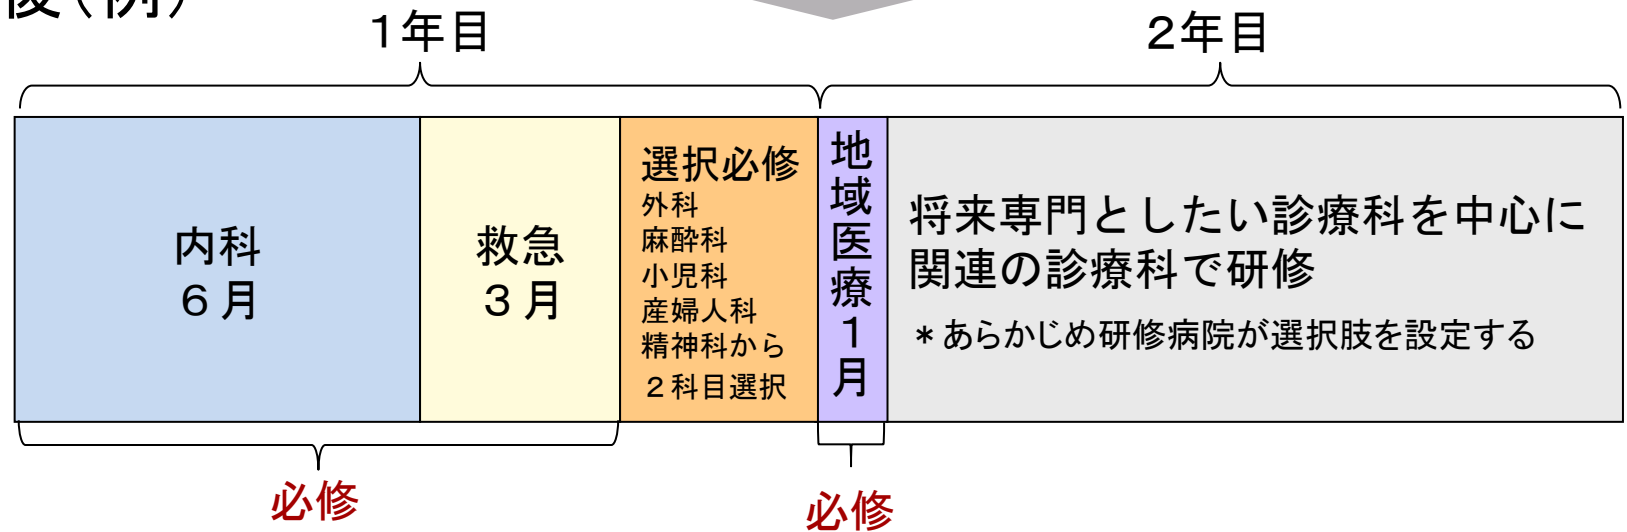 後(例)
１年目
２年目
内科
６月
救急
３月
選択必修
外科
麻酔科
小児科
産婦人科
精神科から
２科目選択
地域医療１月
将来専門としたい診療科を中心に
関連の診療科で研修
＊あらかじめ研修病院が選択肢を設定する
必修
必修